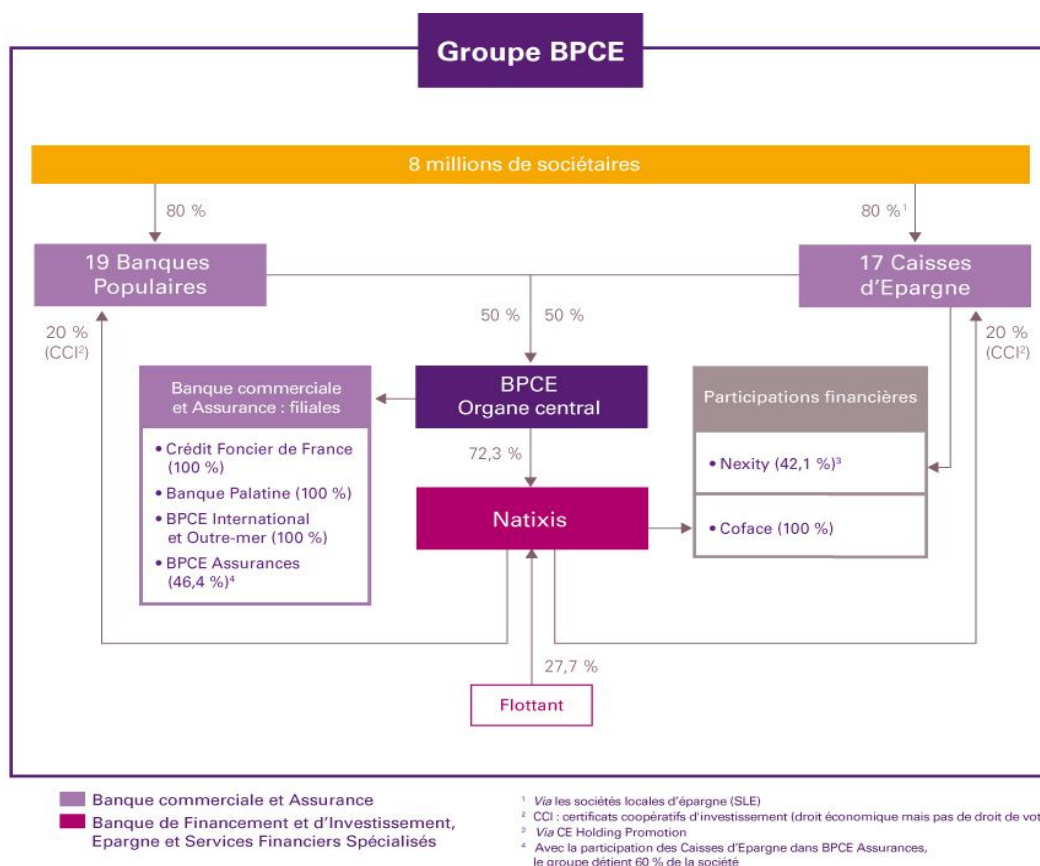 Groupe BPCE
8 millions de sociétaires
80 %
80 %¹
19 Banques
Populaires
17 Caisses
d'Epargne
50 %
50 %
20 %
(CCI²)
20 %
(CCI²)
Banque commerciale
et Assurance : filiales
• Crédit Foncier de France
(100 %)
• Banque Palatine (100 %)
• BPCE International
et Outre-mer (100 %)
• BPCE Assurances
(46,4 %)⁴
BPCE
Organe central
72,3 %
Natixis
Participations financières
• Nexity (42,1 %)³
• Coface (100 %)
27,7 %
Flottant
Banque commerciale et Assurance
Banque de Financement et d'Investissement,
Epargne et Services Financiers Spécialisés
¹ Via les sociétés locales d'épargne (SLE)
² CCI : certificats coopératifs d'investissement (droit économique mais pas de droit de vot
³ Via CE Holding Promotion
⁴ Avec la participation des Caisses d'Epargne dans BPCE Assurances,
le groupe détient 60 % de la société